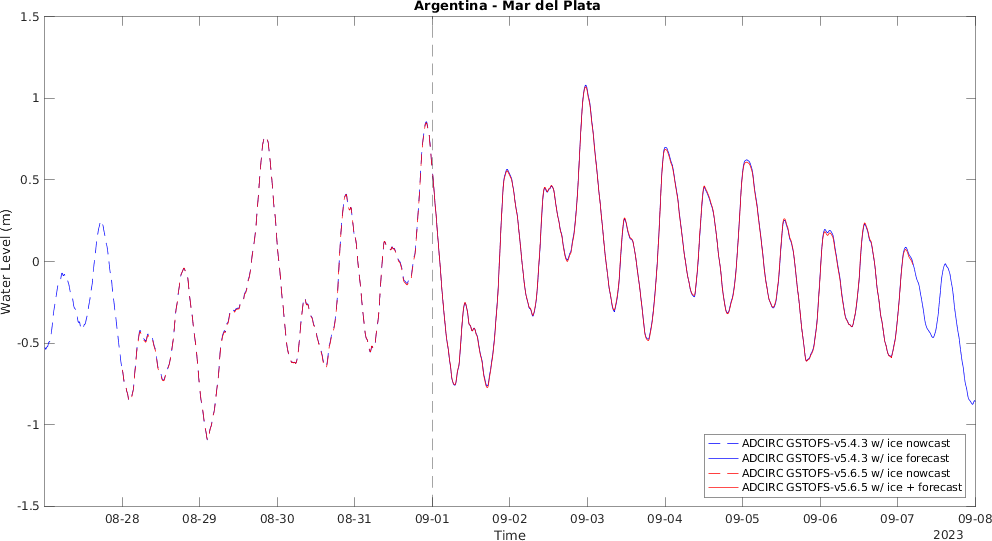 Argentina - Mar del Plata
1.5
1
0.5
0
-0.5
-1
-1.5
Water Level (m)
ADCIRC GSTOFS-v5.4.3 w/ ice nowcast
ADCIRC GSTOFS-v5.4.3 w/ ice forecast
ADCIRC GSTOFS-v5.6.5 w/ ice nowcast
ADCIRC GSTOFS-v5.6.5 w/ ice + forecast
08-28 08-29 08-30 08-31 09-01 09-02 09-03 09-04 09-05 09-06 09-07 09-08
Time
2023